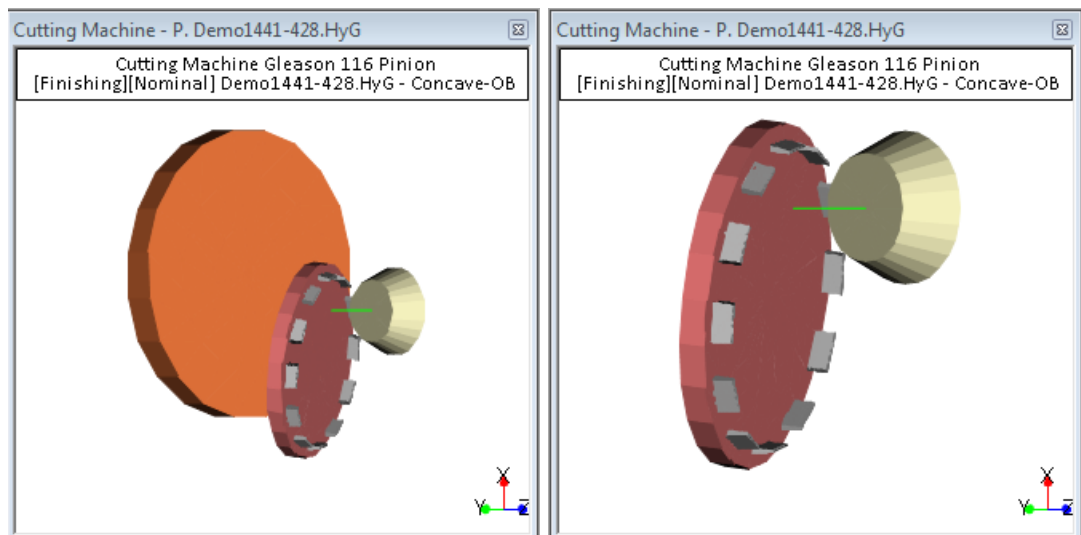 Cutting Machine - P. Demo1441-428.HyG
Cutting Machine Gleason 116 Pinion
[Finishing][Nominal] Demo1441-428.HyG - Concave-OB
X
Y
Z
Cutting Machine - P. Demo1441-428.HyG
Cutting Machine Gleason 116 Pinion
[Finishing][Nominal] Demo1441-428.HyG - Concave-OB
X
Y
Z